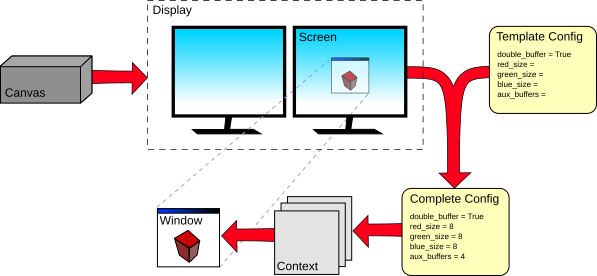 Display
Screen
Canvas
Template Config
double_buffer = True
red_size =
green_size =
blue_size =
aux_buffers =
Complete Config
double_buffer = True
red_size = 8
green_size = 8
blue_size = 8
aux_buffers = 4
Window
Context